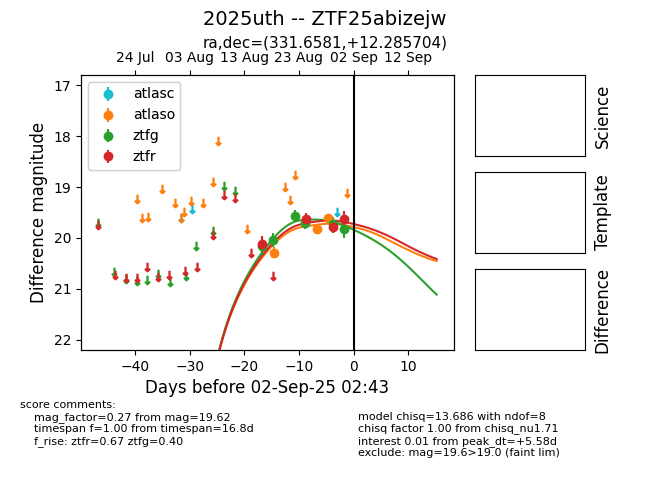 2025uth -- ZTF25abizejw
ra,dec=(331.6581,+12.285704)
24 Jul 03 Aug 13 Aug 23 Aug 02 Sep 12 Sep
17
18
19
20
21
22
Difference magnitude
atlasc
atlaso
ztfg
ztfr
−40 −30 −20 −10 0 10
Days before 02-Sep-25 02:43
Science
Template
Difference
score comments:
mag_factor=0.27 from mag=19.62
timespan f=1.00 from timespan=16.8d
f_rise: ztfr=0.67 ztfg=0.40
model chisq=13.686 with ndof=8
chisq factor 1.00 from chisq_nu1.71
interest 0.01 from peak_dt=+5.58d
exclude: mag=19.6>19.0 (faint lim)